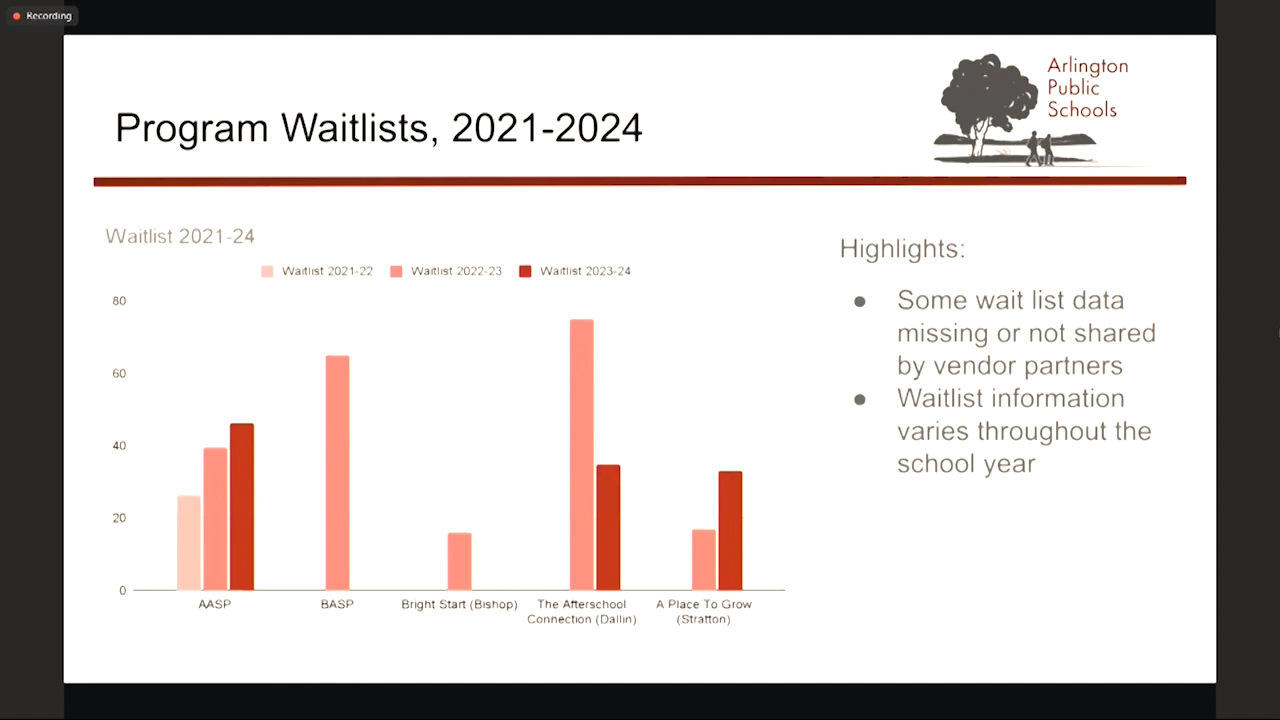 Recording
Arlington
Public
Schools
Program Waitlists, 2021-2024
Waitlist 2021-24
Waitlist 2021-22 Waitlist 2022-23 Waitlist 2023-24
80
60
40
20
0
AASP BASP Bright Start (Bishop) The Afterschool A Place To Grow
Connection (Dallin) (Stratton)
Highlights:
● Some wait list data
missing or not shared
by vendor partners
● Waitlist information
varies throughout the
school year